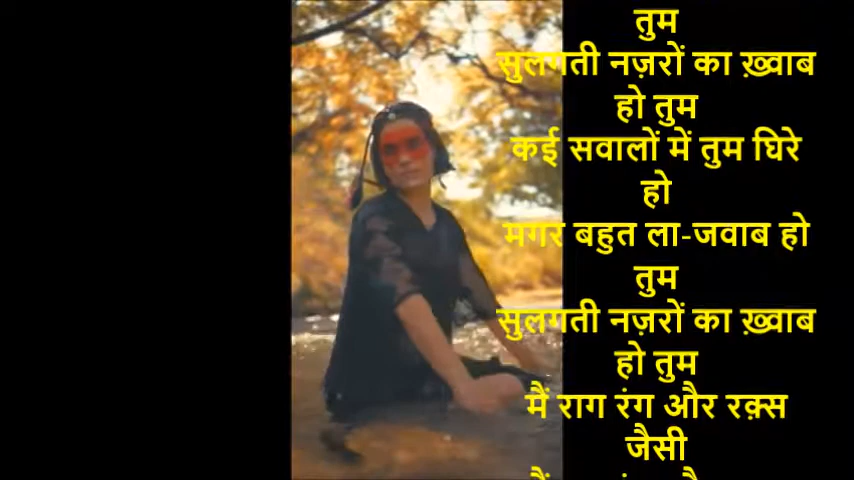 तुम
सुलगती नज़रों का ख़्वाब
हो तुम
कई सवालों में तुम घिरे
हो
मगर बहुत ला-जवाब हो
तुम
सुलगती नज़रों का ख़्वाब
हो तुम
मैं राग रंग और रक़्स
जैसी